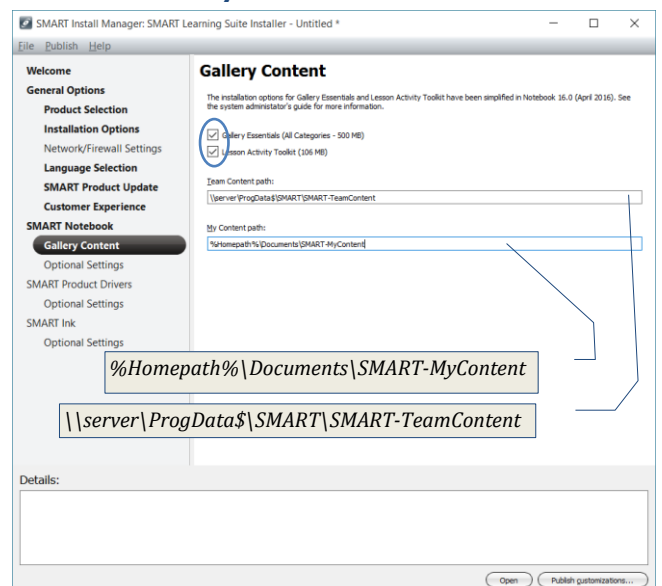 SMART Install Manager: SMART Learning Suite Installer - Untitled *
File Publish Help
Welcome
General Options
Product Selection
Installation Options
Network/Firewall Settings
Language Selection
SMART Product Update
Customer Experience
SMART Notebook
Gallery Content
Optional Settings
SMART Product Drivers
Optional Settings
SMART Ink
Optional Settings
Gallery Content
The installation options for Gallery Essentials and Lesson Activity Toolkit have been simplified in Notebook 16.0 (April 2016). See
the system administator's guide for more information.
Gallery Essentials (All Categories - 500 MB)
Lesson Activity Toolkit (106 MB)
Team Content path:
\\server\ProgData$\SMART\SMART-TeamContent
My Content path:
%Homepath%\Documents\SMART-MyContent
%Homepath%\Documents\SMART-MyContent
\\server\ProgData$\SMART\SMART-TeamContent
Details:
Open Publish customizations...